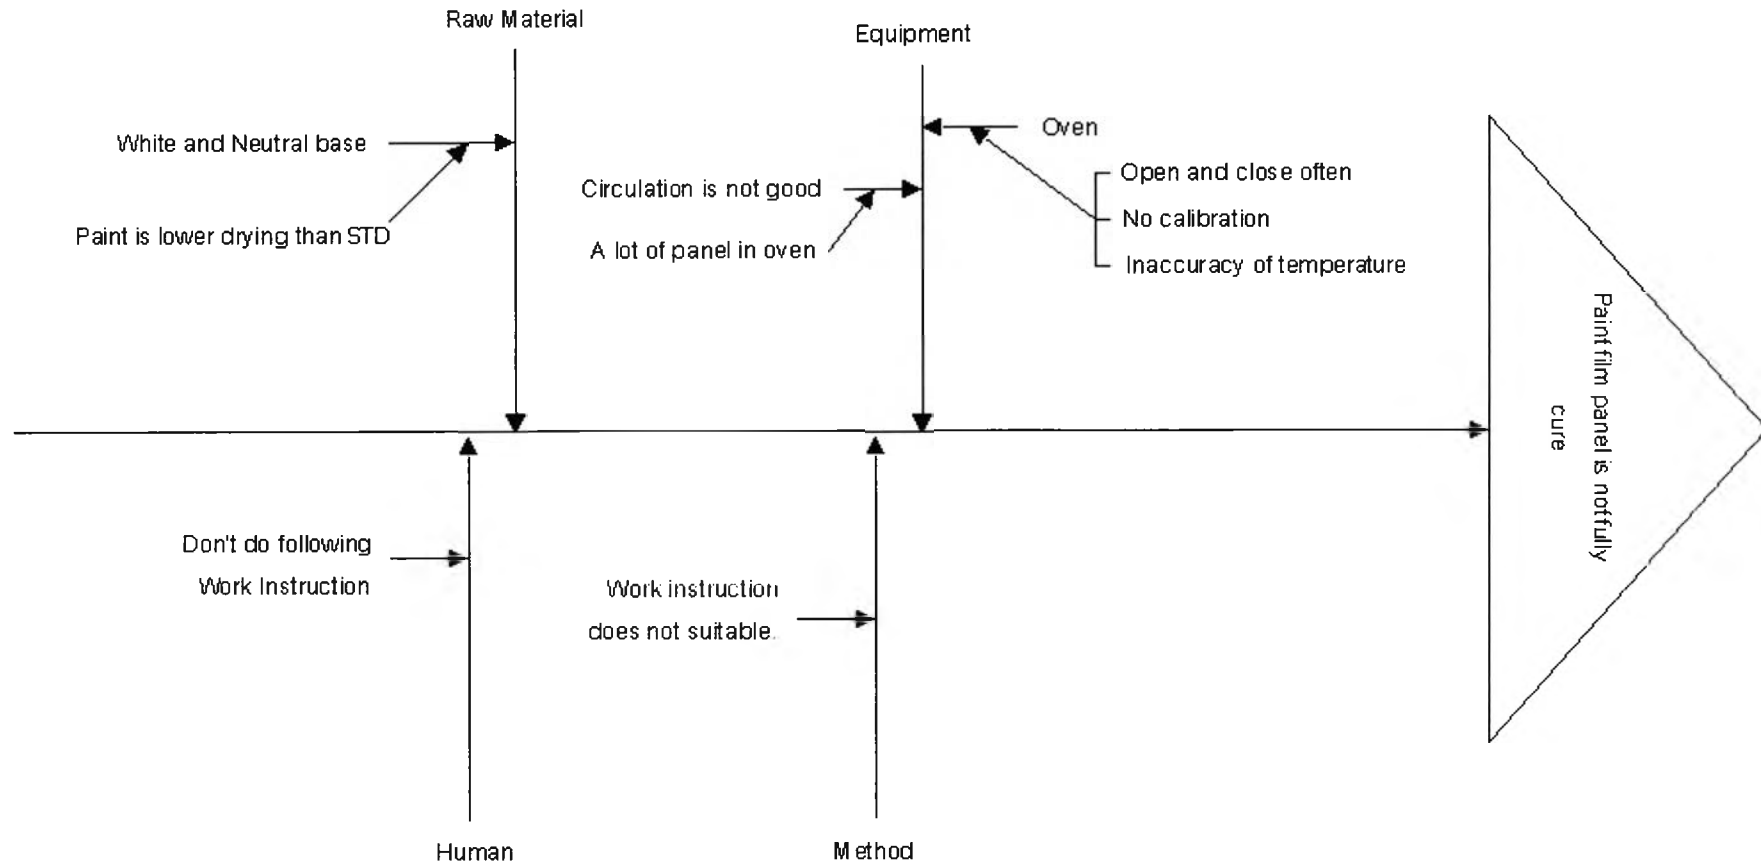 Raw Material
Equipment
White and Neutral base
Paint is lower drying than STD
Circulation is not good
A lot of panel in oven
Oven
Open and close often
No calibration
Inaccuracy of temperature
Paint film panel is not fully
cure
Don't do following
Work Instruction
Work instruction
does not suitable.
Human
Method